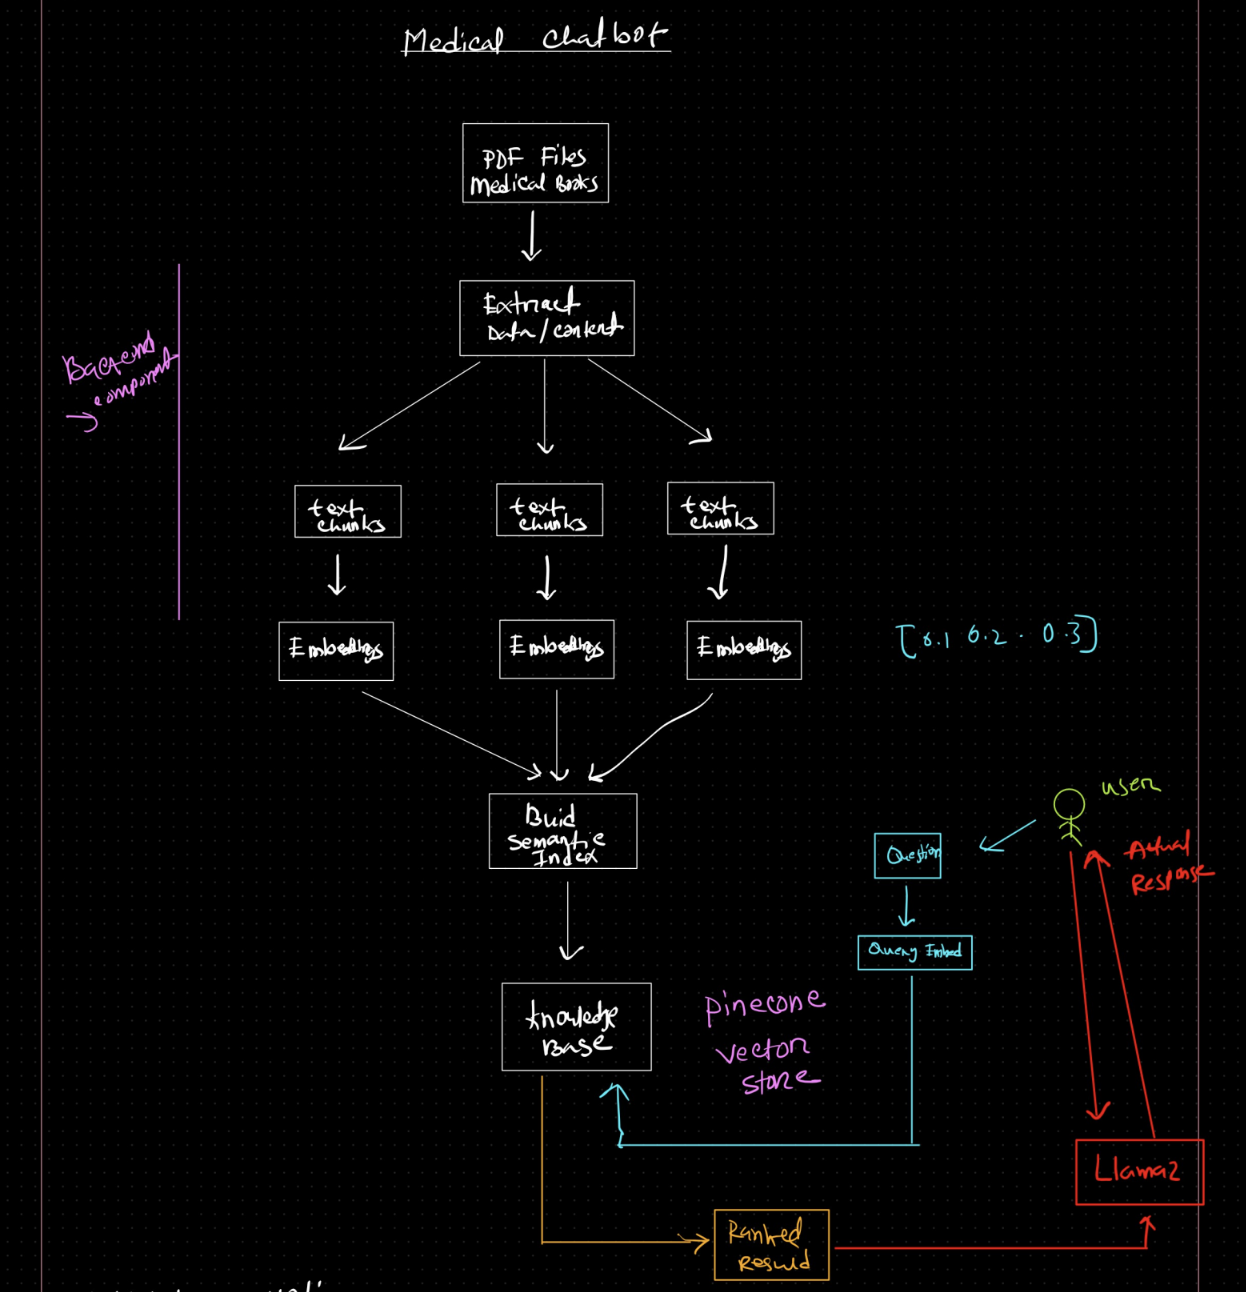 Medical chatbot
PDF Files
Medical Books
Extract
Data/content
Backend
component
text
chunks
text
chunks
text
chunks
Embeddings
Embeddings
Embeddings
[0.1 0.2 . 0.3]
Buid
Semantic
Index
user
Question
Actual
Response
Query Embed
Knowledge
Base
Pinecone
Vector
store
Llama2
Ranked
Result